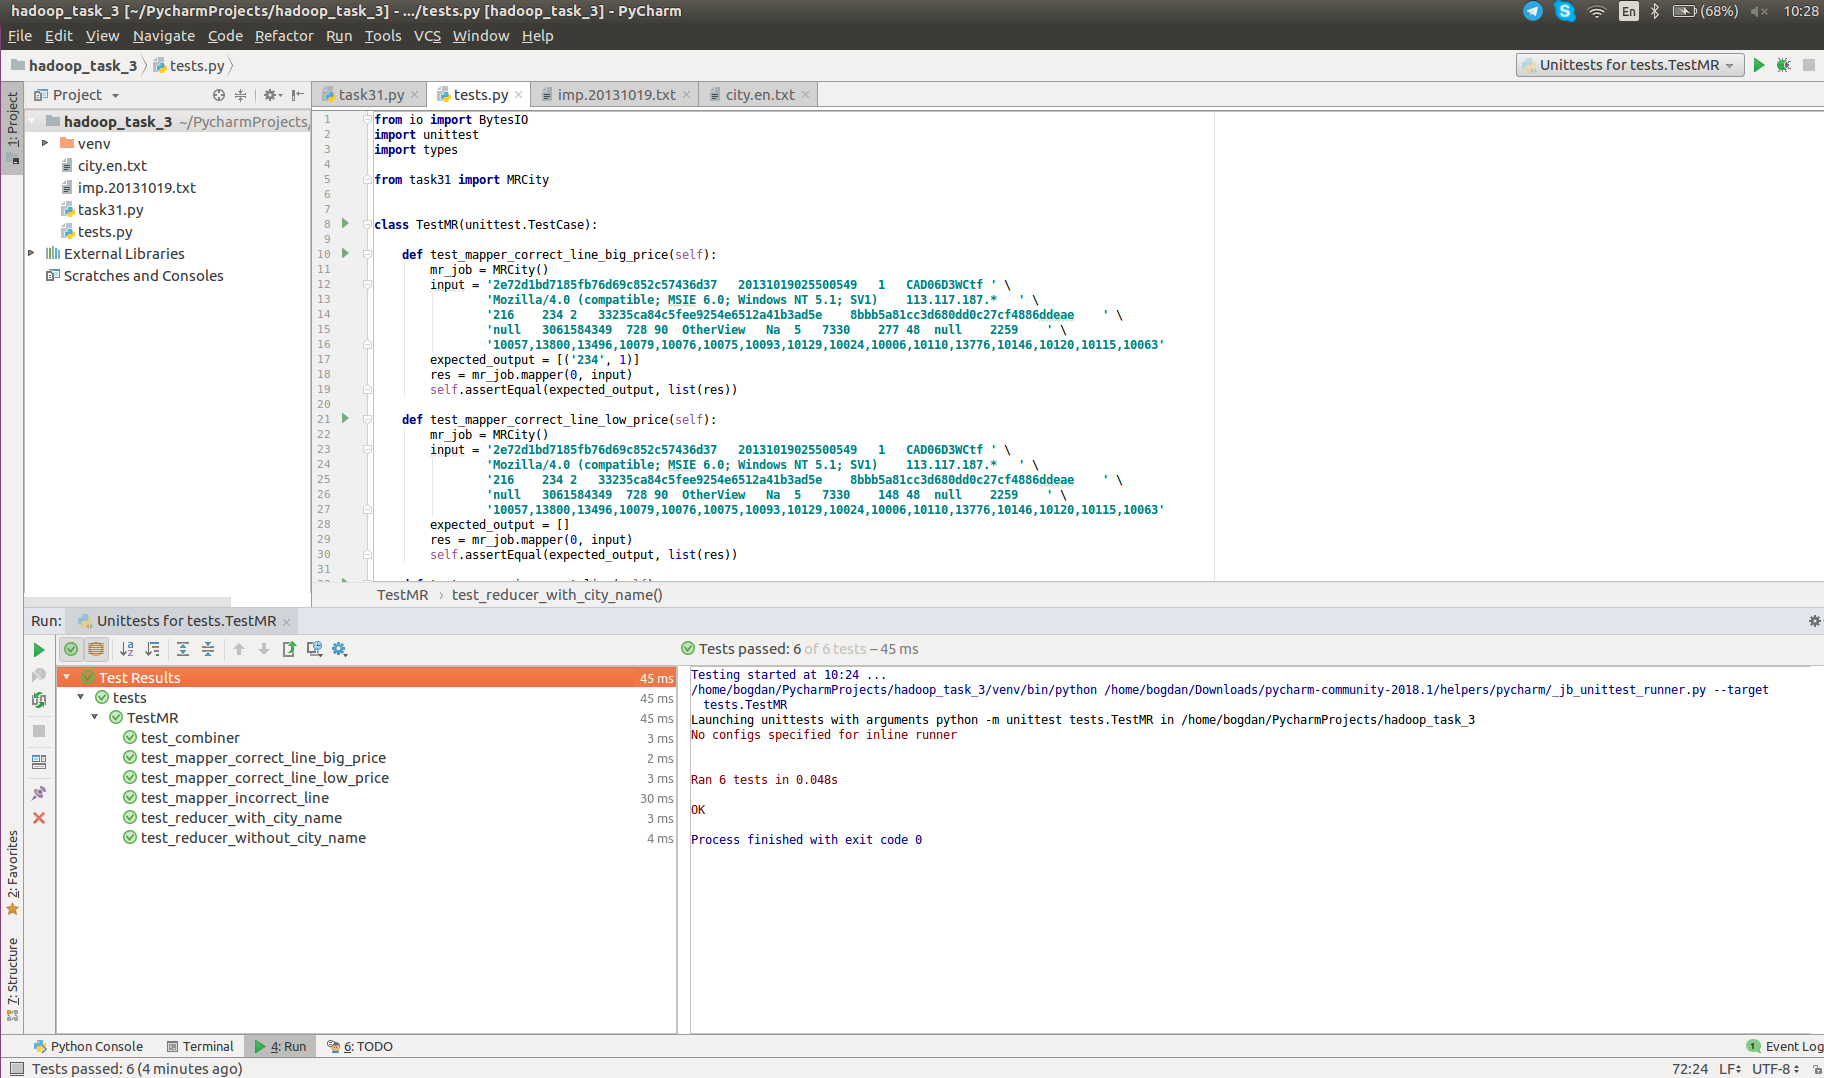 hadoop_task_3 [~/PycharmProjects/hadoop_task_3] - .../tests.py [hadoop_task_3] - PyCharm
En (68%) 10:28
File Edit View Navigate Code Refactor Run Tools VCS Window Help
hadoop_task_3 tests.py
Unittests for tests.TestMR
1: Project
Project
hadoop_task_3 ~/PycharmProjects/
venv
city.en.txt
imp.20131019.txt
task31.py
tests.py
External Libraries
Scratches and Consoles
task31.py tests.py imp.20131019.txt city.en.txt
1 from io import BytesIO
2 import unittest
3 import types
4
5 from task31 import MRCity
6
7
8 class TestMR(unittest.TestCase):
9
10 def test_mapper_correct_line_big_price(self):
11 mr_job = MRCity()
12 input = '2e72d1bd7185fb76d69c852c57436d37 20131019025500549 1 CAD06D3WCtf ' \
13 'Mozilla/4.0 (compatible; MSIE 6.0; Windows NT 5.1; SV1) 113.117.187.* ' \
14 '216 234 2 33235ca84c5fee9254e6512a41b3ad5e 8bbb5a81cc3d680dd0c27cf4886ddeae ' \
15 'null 3061584349 728 90 OtherView Na 5 7330 277 48 null 2259 ' \
16 '10057,13800,13496,10079,10076,10075,10093,10129,10024,10006,10110,13776,10146,10120,10115,10063'
17 expected_output = [('234', 1)]
18 res = mr_job.mapper(0, input)
19 self.assertEqual(expected_output, list(res))
20
21 def test_mapper_correct_line_low_price(self):
22 mr_job = MRCity()
23 input = '2e72d1bd7185fb76d69c852c57436d37 20131019025500549 1 CAD06D3WCtf ' \
24 'Mozilla/4.0 (compatible; MSIE 6.0; Windows NT 5.1; SV1) 113.117.187.* ' \
25 '216 234 2 33235ca84c5fee9254e6512a41b3ad5e 8bbb5a81cc3d680dd0c27cf4886ddeae ' \
26 'null 3061584349 728 90 OtherView Na 5 7330 148 48 null 2259 ' \
27 '10057,13800,13496,10079,10076,10075,10093,10129,10024,10006,10110,13776,10146,10120,10115,10063'
28 expected_output = []
29 res = mr_job.mapper(0, input)
30 self.assertEqual(expected_output, list(res))
31
TestMR › test_reducer_with_city_name()
Run: Unittests for tests.TestMR
Tests passed: 6 of 6 tests – 45 ms
Test Results 45 ms
tests 45 ms
TestMR 45 ms
test_combiner 3 ms
test_mapper_correct_line_big_price 2 ms
test_mapper_correct_line_low_price 3 ms
test_mapper_incorrect_line 30 ms
test_reducer_with_city_name 3 ms
test_reducer_without_city_name 4 ms
Testing started at 10:24 ...
/home/bogdan/PycharmProjects/hadoop_task_3/venv/bin/python /home/bogdan/Downloads/pycharm-community-2018.1/helpers/pycharm/_jb_unittest_runner.py --target
tests.TestMR
Launching unittests with arguments python -m unittest tests.TestMR in /home/bogdan/PycharmProjects/hadoop_task_3
No configs specified for inline runner
Ran 6 tests in 0.048s
OK
Process finished with exit code 0
2: Favorites
7: Structure
Python Console Terminal 4: Run 6: TODO
1 Event Log
Tests passed: 6 (4 minutes ago)
72:24 LF UTF-8